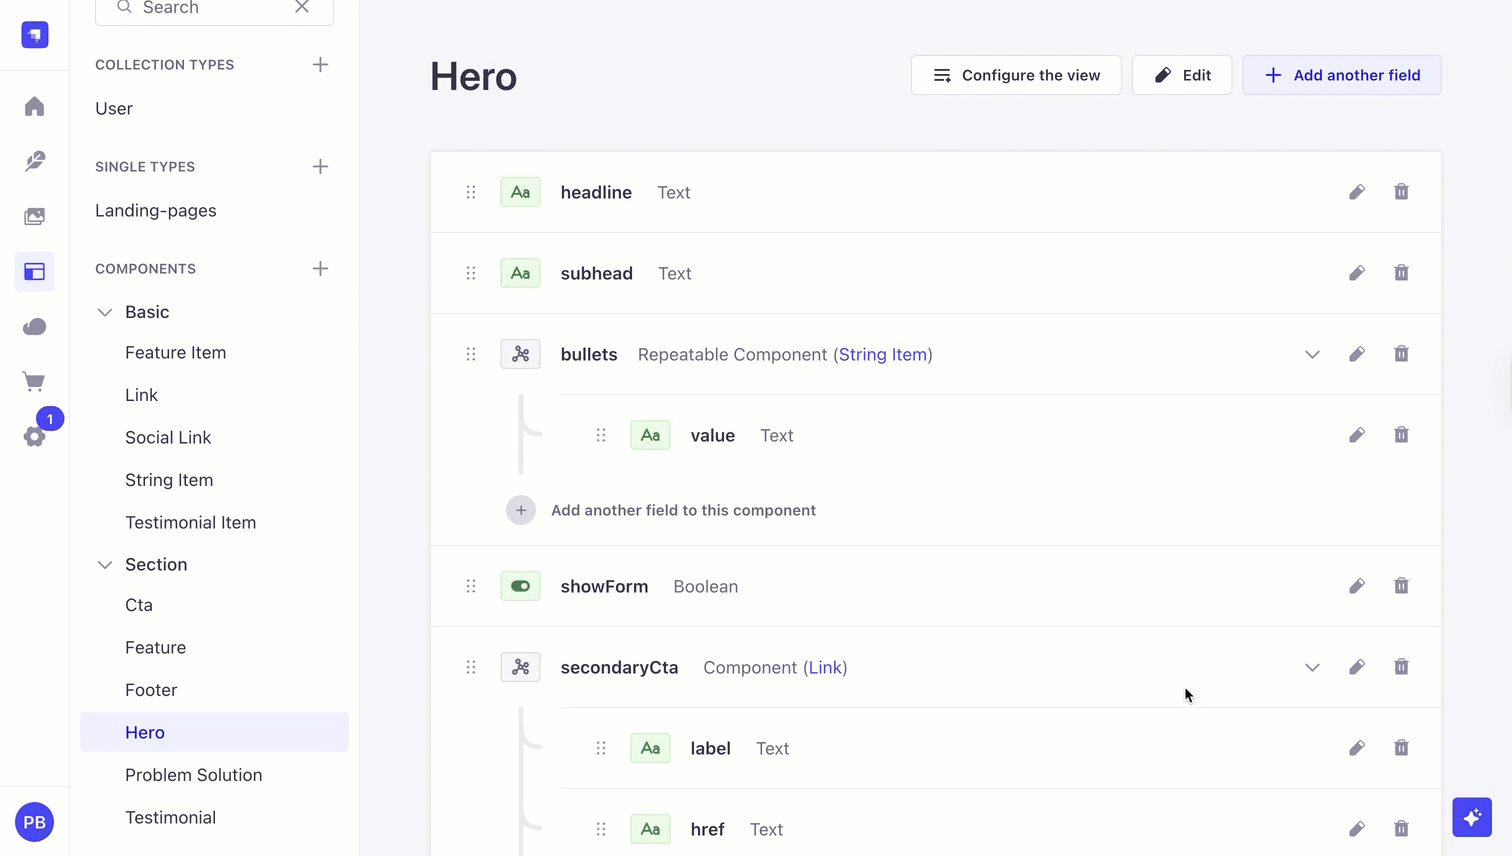 Search
COLLECTION TYPES
User
SINGLE TYPES
Landing-pages
COMPONENTS
Basic
Feature Item
Link
Social Link
String Item
Testimonial Item
Section
Cta
Feature
Footer
Hero
Problem Solution
Testimonial
1
PB
Hero
Configure the view
Edit
Add another field
Aa headline Text
Aa subhead Text
bullets Repeatable Component (String Item)
Aa value Text
Add another field to this component
showForm Boolean
secondaryCta Component (Link)
Aa label Text
Aa href Text